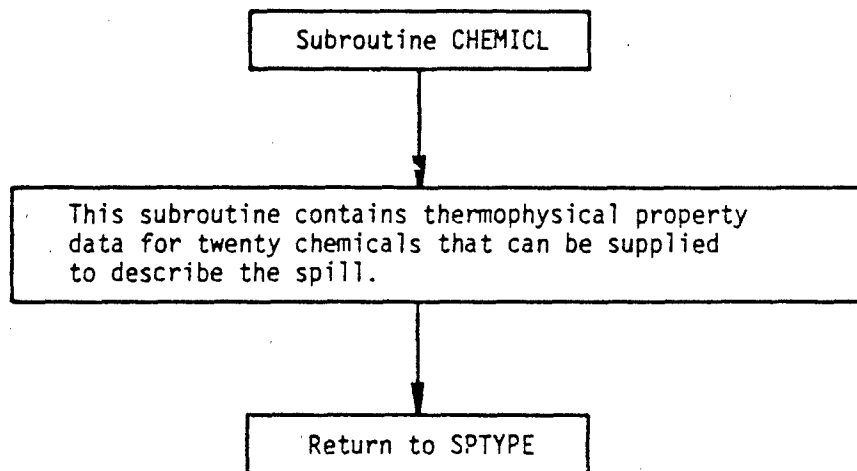 Subroutine CHEMICL
This subroutine contains thermophysical property
data for twenty chemicals that can be supplied
to describe the spill.
Return to SPTYPE